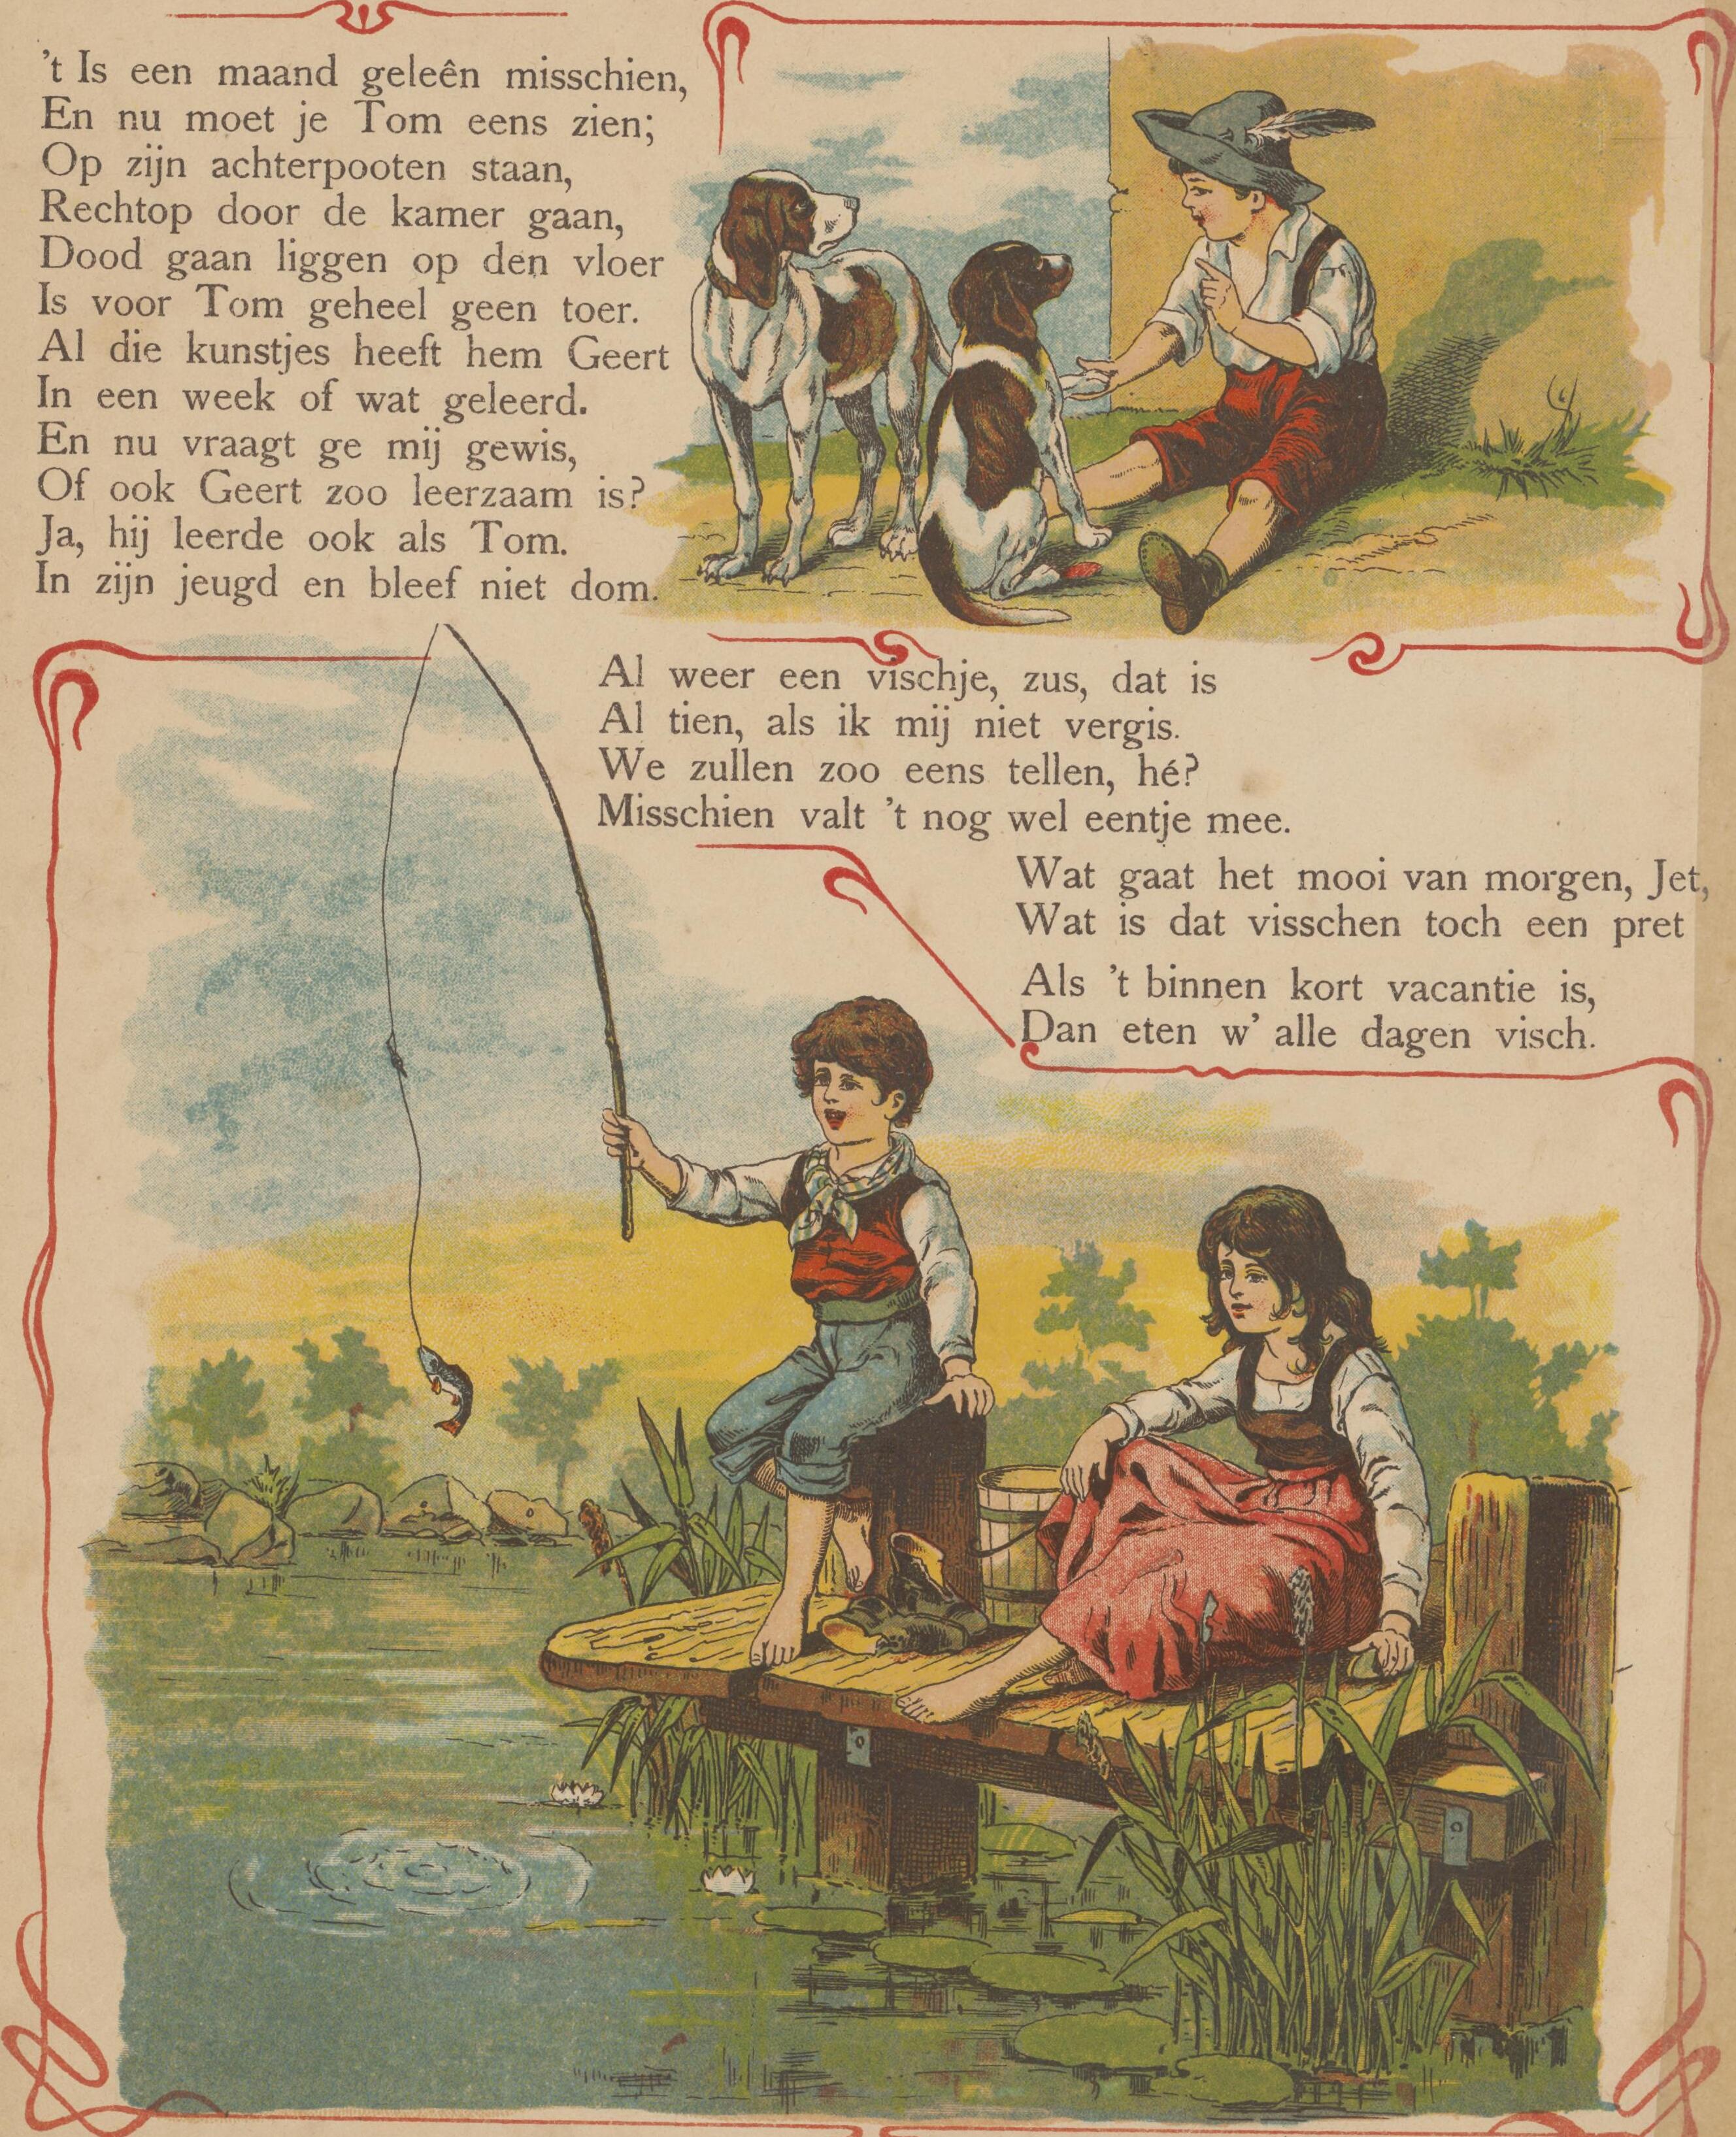 't Is een maand geleên misschien,
En nu moet je Tom eens zien;
Op zijn achterpooten staan,
Rechtop door de kamer gaan,
Dood gaan liggen op den vloer
Is voor Tom geheel geen toer.
Al die kunstjes heeft hem Geert
In een week of wat geleerd.
En nu vraagt ge mij gewis,
Of ook Geert zoo leerzaam is?
Ja, hij leerde ook als Tom.
In zijn jeugd en bleef niet dom.
Al weer een vischje, zus, dat is
Al tien, als ik mij niet vergis.
We zullen zoo eens tellen, hé?
Misschien valt 't nog wel eentje mee.
Wat gaat het mooi van morgen, Jet,
Wat is dat visschen toch een pret
Als 't binnen kort vacantie is,
Dan eten w' alle dagen visch.